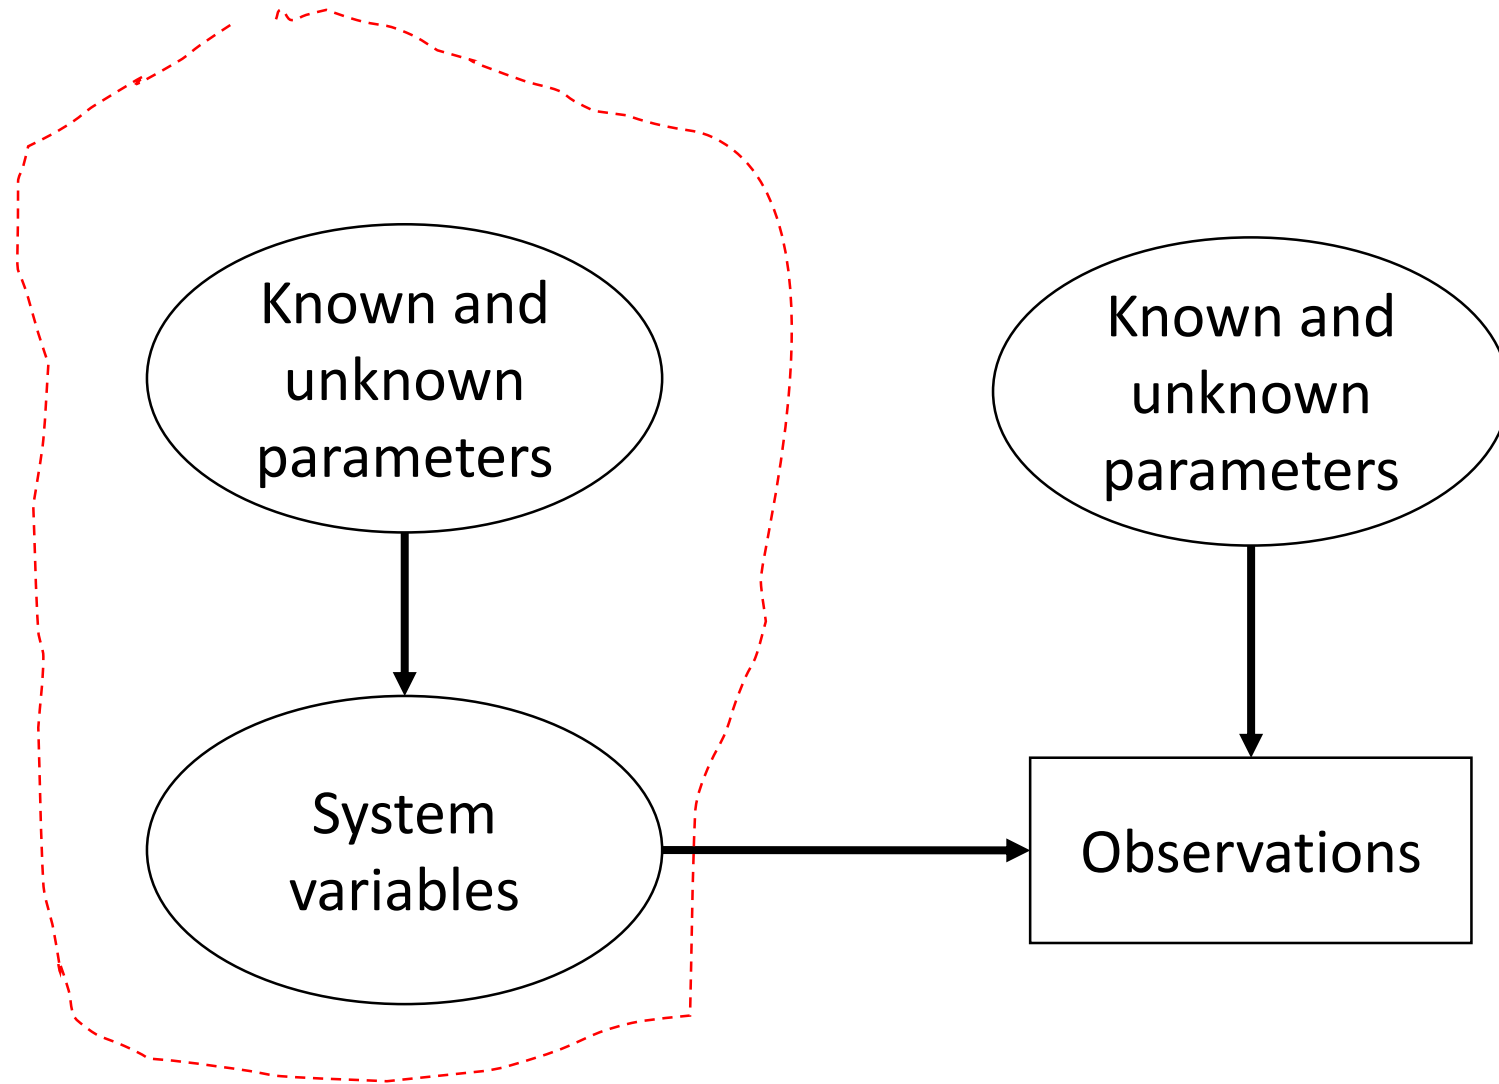 Known and
unknown
parameters
Known and
unknown
parameters
System
variables
Observations